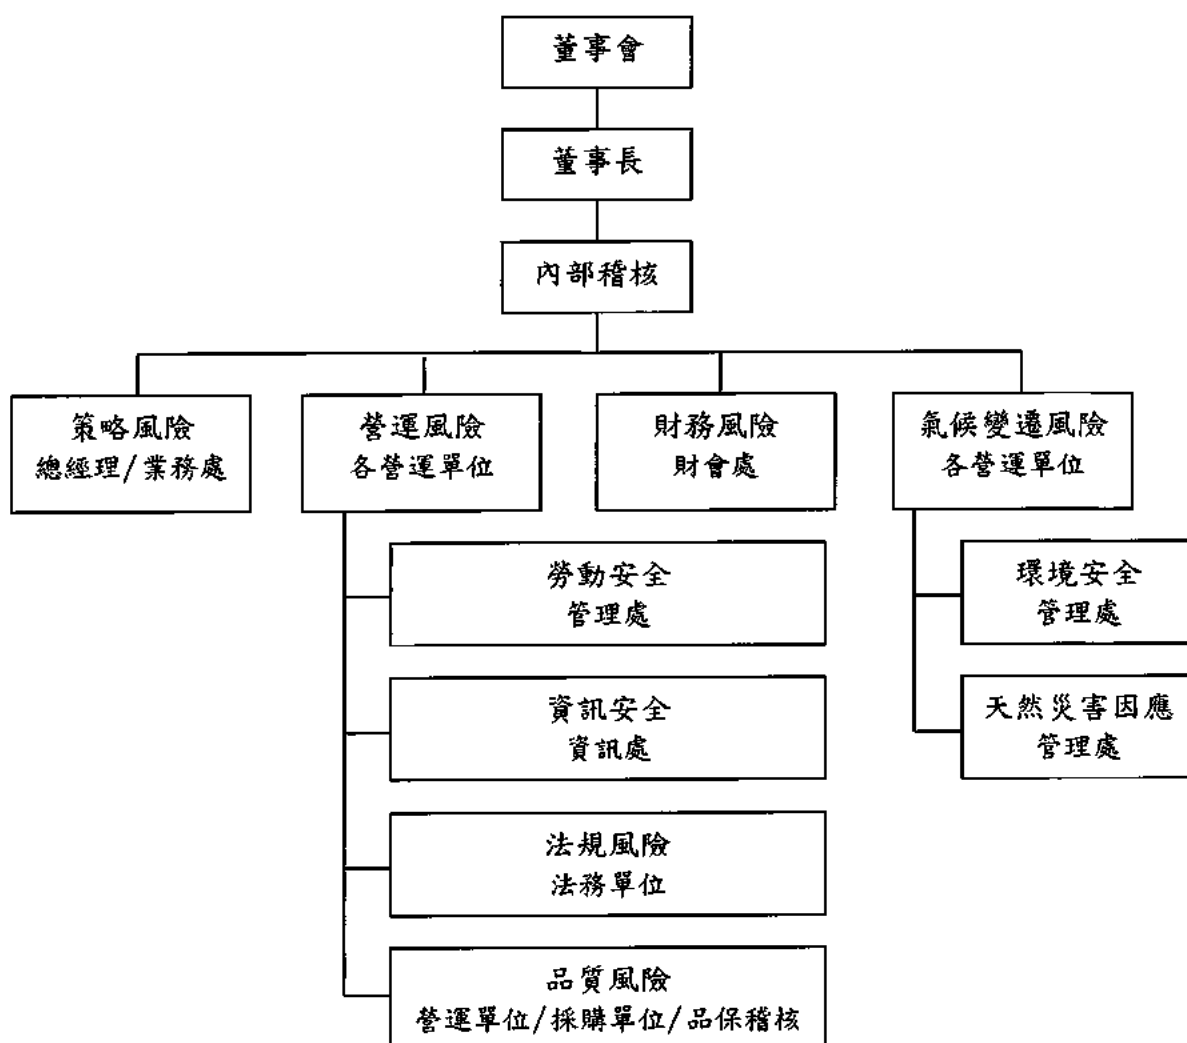 董事會
董事長
內部稽核
策略風險
總經理/業務處
營運風險
各營運單位
財務風險
財會處
氣候變遷風險
各營運單位
勞動安全
管理處
資訊安全
資訊處
法規風險
法務單位
品質風險
營運單位/採購單位/品保稽核
環境安全
管理處
天然災害因應
管理處